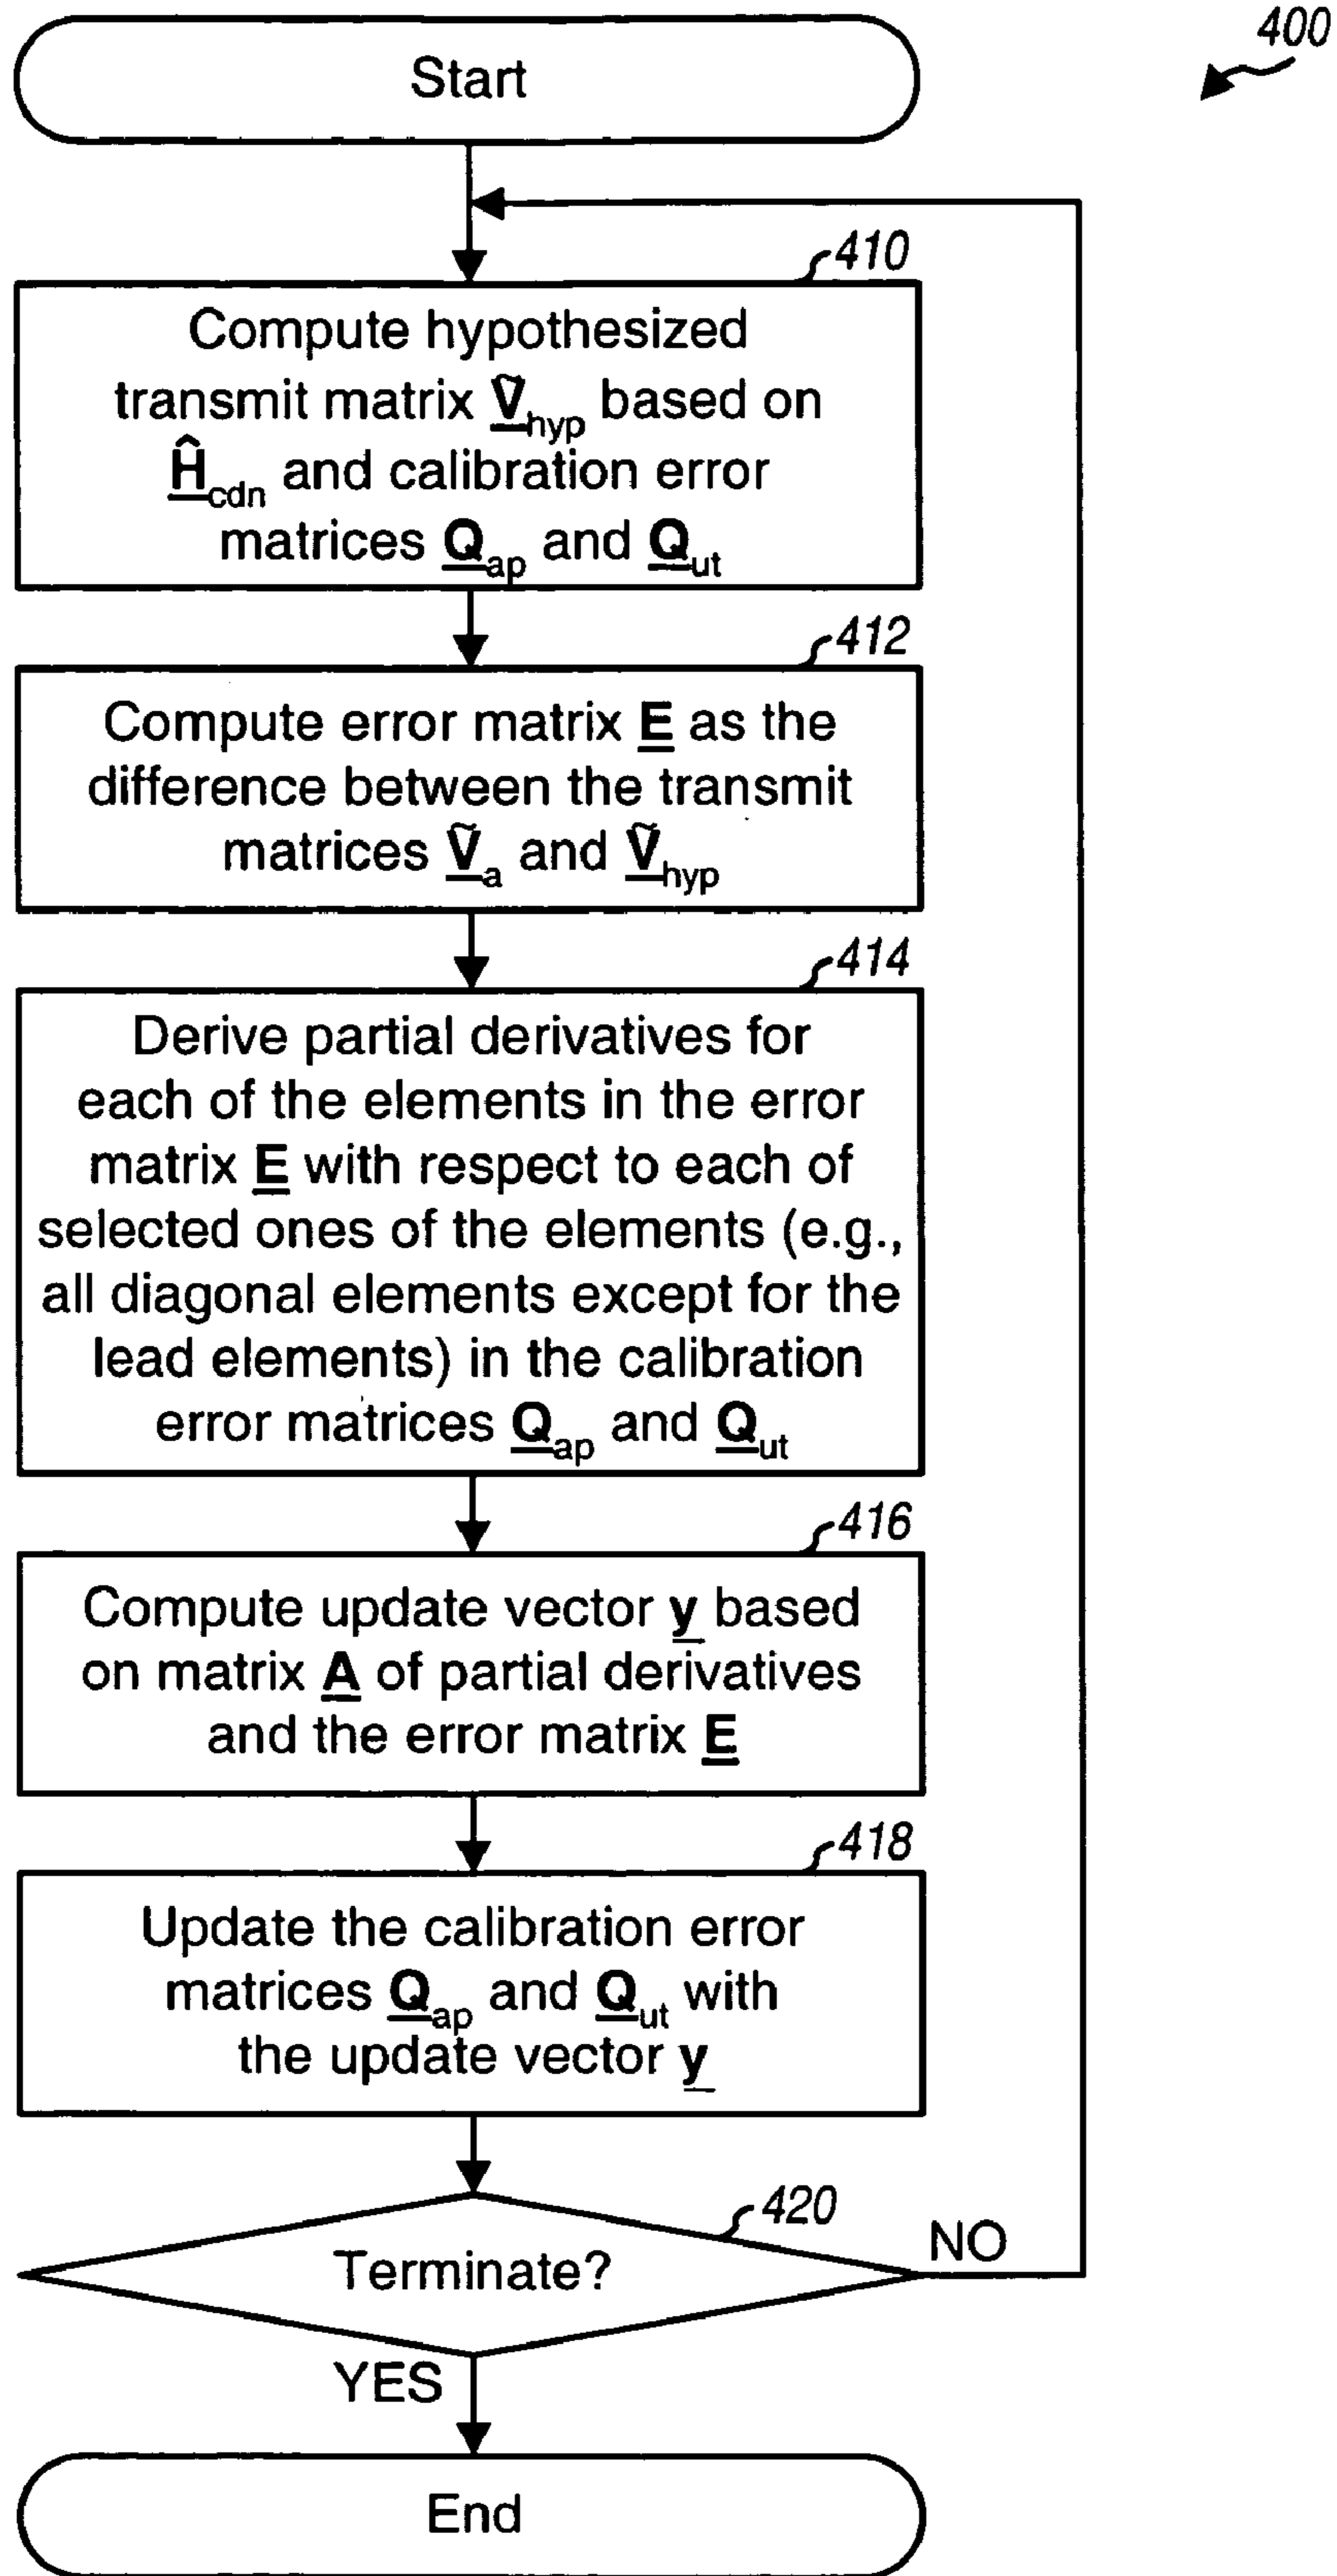 400
Start
410
Compute hypothesized
transmit matrix Ṽhyp based on
Ĥcdn and calibration error
matrices Qap and Qut
412
Compute error matrix E as the
difference between the transmit
matrices Ṽa and Ṽhyp
414
Derive partial derivatives for
each of the elements in the error
matrix E with respect to each of
selected ones of the elements (e.g.,
all diagonal elements except for the
lead elements) in the calibration
error matrices Qap and Qut
416
Compute update vector y based
on matrix A of partial derivatives
and the error matrix E
418
Update the calibration error
matrices Qap and Qut with
the update vector y
420
Terminate?
NO
YES
End